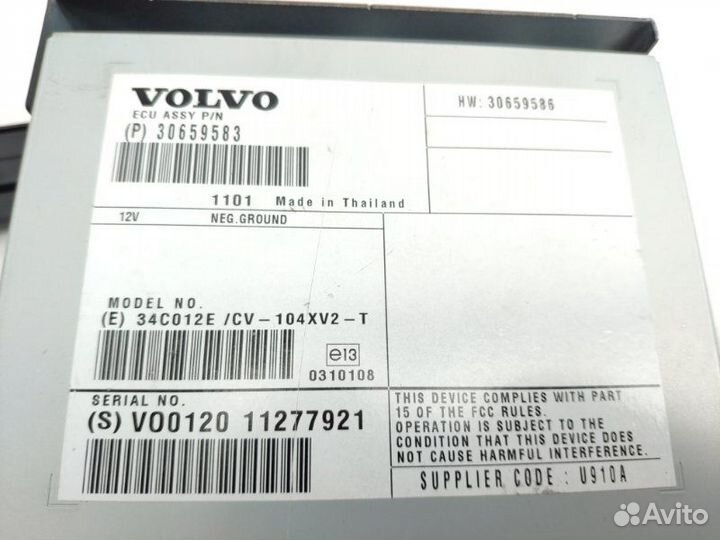 VOLVO
ECU ASSY P/N
(P) 30659583
HW: 30659586
1101 Made in Thailand
12V NEG.GROUND
MODEL NO.
(E) 34C012E /CV-104XV2-T
e13
0310108
SERIAL NO.
(S) VO0120 11277921
THIS DEVICE COMPLIES WITH PART
15 OF THE FCC RULES.
OPERATION IS SUBJECT TO THE
CONDITION THAT THIS DEVICE DOES
NOT CAUSE HARMFUL INTERFERENCE.
SUPPLIER CODE : U910A
Avito